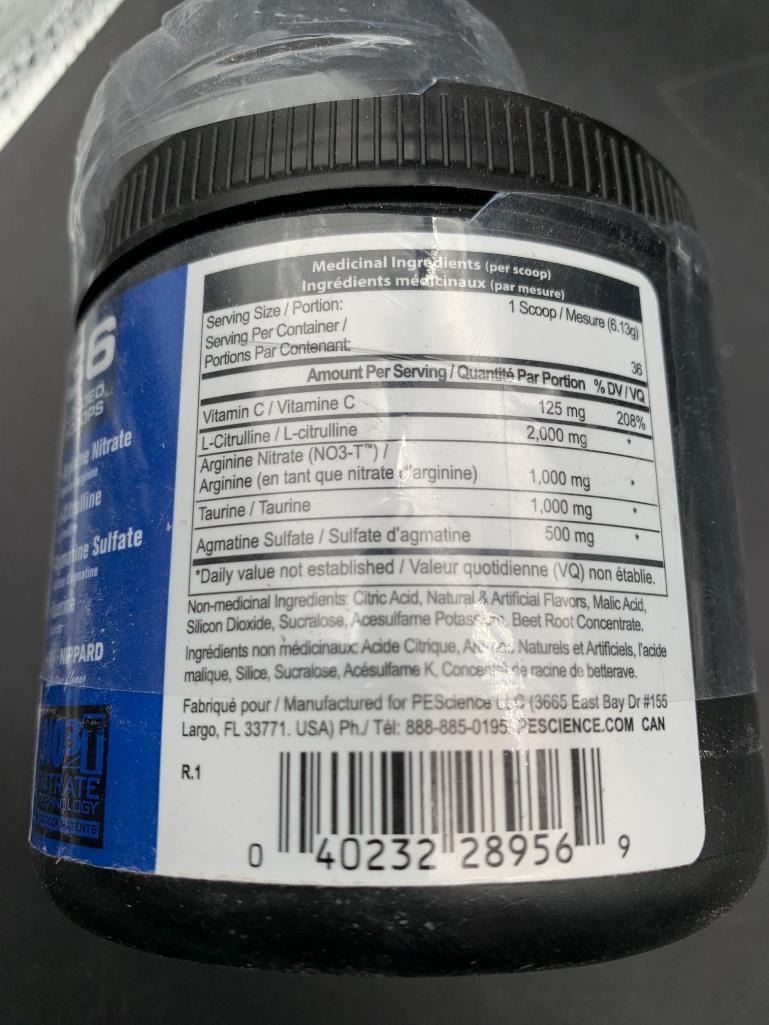 36
e Nitrate
Sulfate
NIPPARD
NITRATE
TECHNOLOGY
Medicinal Ingredients (per scoop)
Ingrédients médicinaux (par mesure)
Serving Size / Portion: 1 Scoop / Mesure (6.13g)
Serving Per Container /
Portions Par Contenant: 36
Amount Per Serving / Quantité Par Portion % DV / VQ
Vitamin C / Vitamine C 125 mg 208%
L-Citrulline / L-citrulline 2,000 mg *
Arginine Nitrate (NO3-T™) /
Arginine (en tant que nitrate d'arginine) 1,000 mg *
Taurine / Taurine 1,000 mg *
Agmatine Sulfate / Sulfate d'agmatine 500 mg *
*Daily value not established / Valeur quotidienne (VQ) non établie.
Non-medicinal Ingredients: Citric Acid, Natural & Artificial Flavors, Malic Acid,
Silicon Dioxide, Sucralose, Acesulfame Potassium, Beet Root Concentrate.
Ingrédients non médicinaux: Acide Citrique, Naturels et Artificiels, l'acide
malique, Silice, Sucralose, Acésulfame K, Concentré de racine de betterave.
Fabriqué pour / Manufactured for PEScience LLC (3665 East Bay Dr #155
Largo, FL 33771. USA) Ph./ Tél: 888-885-0195 PESCIENCE.COM CAN
R.1
0 40232 28956 9